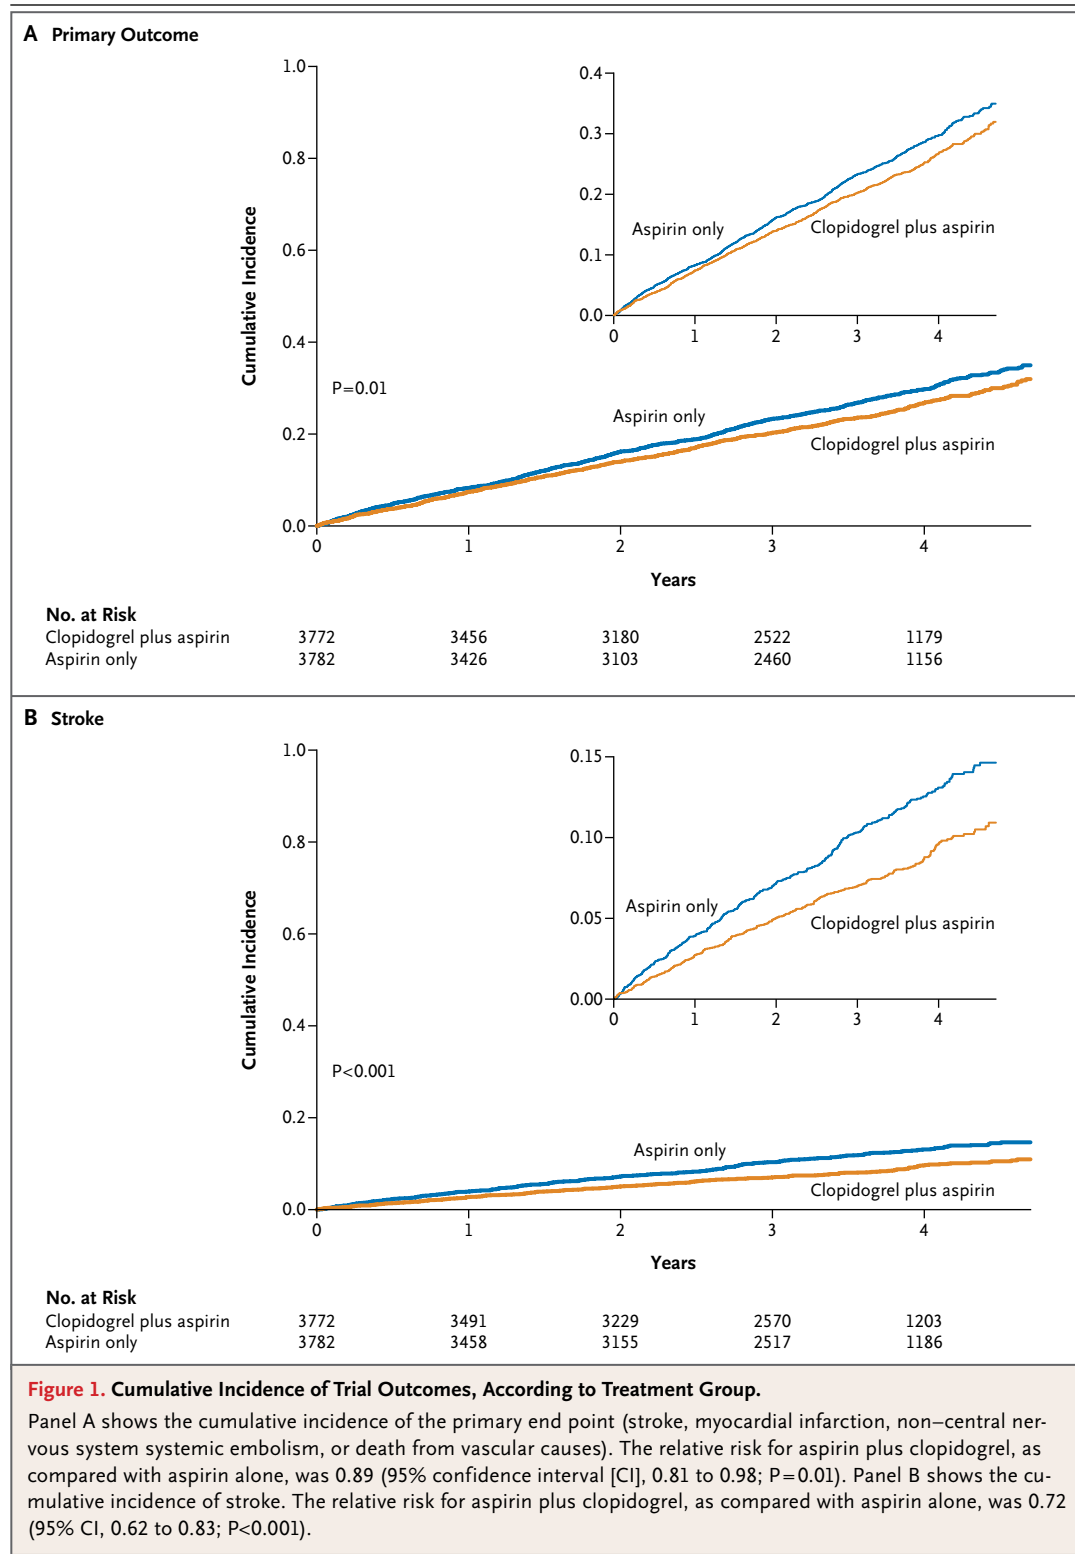 A Primary Outcome
1.0
0.8
0.6
0.4
0.2
0.0
Cumulative Incidence
P=0.01
0 1 2 3 4
Years
Aspirin only
Clopidogrel plus aspirin
0.4
0.3
0.2
0.1
0.0
0 1 2 3 4
Aspirin only
Clopidogrel plus aspirin
No. at Risk
Clopidogrel plus aspirin 3772 3456 3180 2522 1179
Aspirin only 3782 3426 3103 2460 1156
B Stroke
1.0
0.8
0.6
0.4
0.2
0.0
Cumulative Incidence
P<0.001
0 1 2 3 4
Years
Aspirin only
Clopidogrel plus aspirin
0.15
0.10
0.05
0.00
0 1 2 3 4
Aspirin only
Clopidogrel plus aspirin
No. at Risk
Clopidogrel plus aspirin 3772 3491 3229 2570 1203
Aspirin only 3782 3458 3155 2517 1186
Figure 1. Cumulative Incidence of Trial Outcomes, According to Treatment Group.
Panel A shows the cumulative incidence of the primary end point (stroke, myocardial infarction, non–central ner-
vous system systemic embolism, or death from vascular causes). The relative risk for aspirin plus clopidogrel, as
compared with aspirin alone, was 0.89 (95% confidence interval [CI], 0.81 to 0.98; P=0.01). Panel B shows the cu-
mulative incidence of stroke. The relative risk for aspirin plus clopidogrel, as compared with aspirin alone, was 0.72
(95% CI, 0.62 to 0.83; P<0.001).